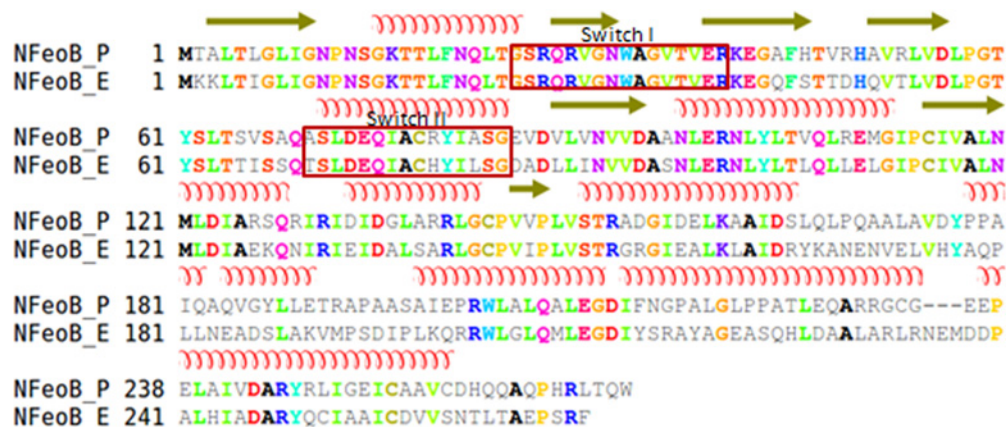 Switch I
NFeoB_P 1 MTALTLGLIGNPNSGKTTLFNQLTGSRQRVGNWAGVTVERKEGAFHTVRHAVRLVDLPGT
NFeoB_E 1 MKKLTIGLIGNPNSGKTTLFNQLTGSRQRVGNWAGVTVERKEGQFSTTDHQVTLVDLPGT
Switch II
NFeoB_P 61 YSLTSVSAQASLDEQIACRYIASGEVDVLVNVVDAANLERNLYLTVQLREMGIPCIVALN
NFeoB_E 61 YSLTTISSQTSLDEQIACHYILSGDADLLINVVDASNLERNLYLTLQLLELGIPCIVALN
NFeoB_P 121 MLDIARSQRIRIDIDGLARRLGCPVVPLVSTRADGIDELKAAIDSLQLPQAALAVDYPPA
NFeoB_E 121 MLDIAEKQNIRIEIDALSARLGCPVIPLVSTRGRGIEALKLAIDRYKANENVELVHYAQP
NFeoB_P 181 IQAQVGYLLETRAPAASAIEPRWLALQALEGDIFNGPALGLPPATLEQARRGCG---EEP
NFeoB_E 181 LLNEADSLAKVMPSDIPLKQRRWLGLQMLEGDIYSRAYAGEASQHLDAALARLRNEMDDP
NFeoB_P 238 ELAIVDARYRLIGEICAAVCDHQQAQPHRLTQW
NFeoB_E 241 ALHIADARYQCIAAICDVVSNTLTAEPSRF